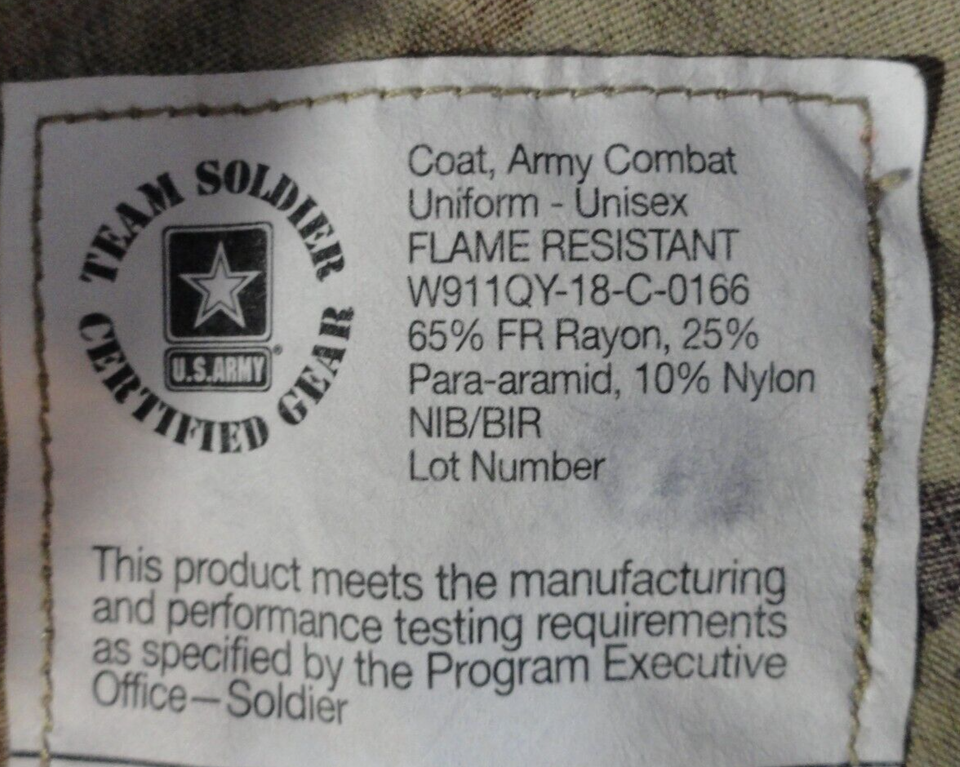 TEAM SOLDIER
CERTIFIED GEAR
U.S.ARMY®
Coat, Army Combat
Uniform - Unisex
FLAME RESISTANT
W911QY-18-C-0166
65% FR Rayon, 25%
Para-aramid, 10% Nylon
NIB/BIR
Lot Number
This product meets the manufacturing
and performance testing requirements
as specified by the Program Executive
Office—Soldier